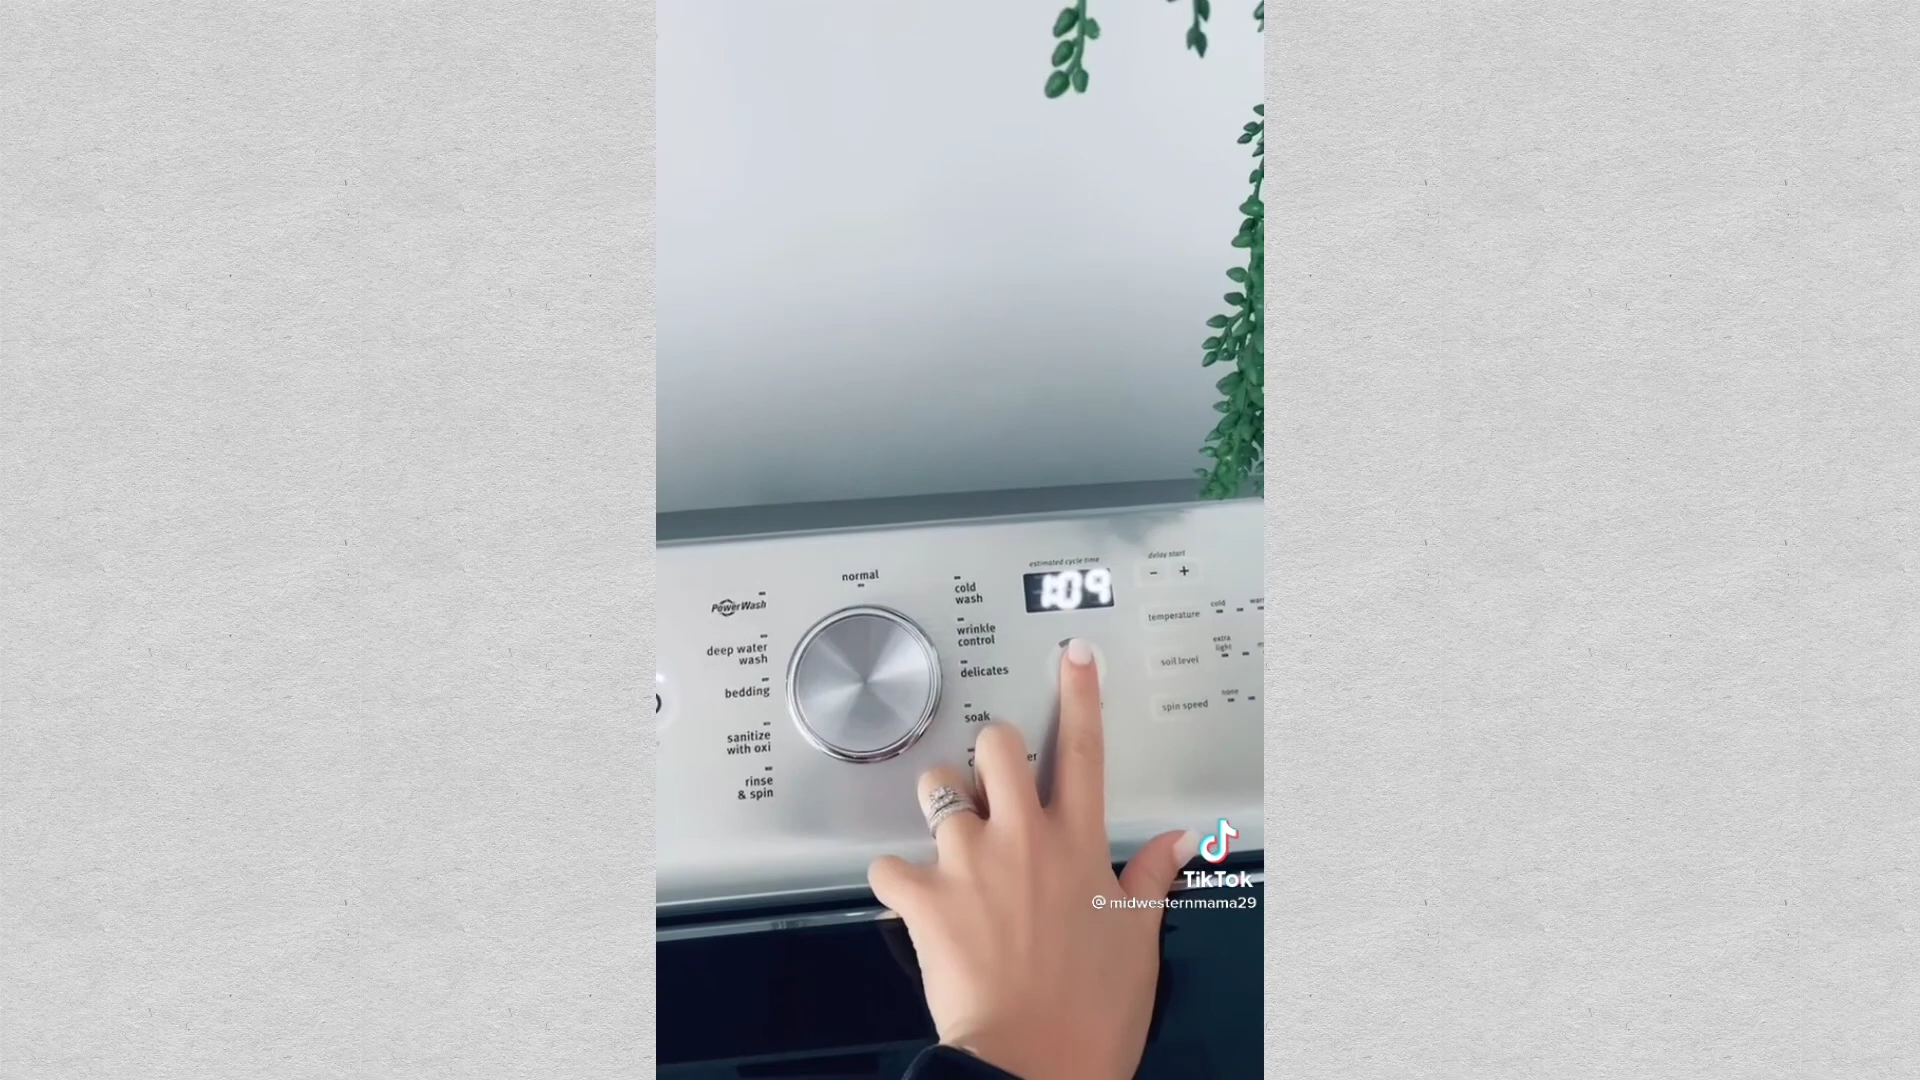 normal
PowerWash
deep water
wash
bedding
sanitize
with oxi
rinse
& spin
cold
wash
wrinkle
control
delicates
soak
estimated cycle time
1:09
delay start
- +
temperature
cold
soil level
extra
light
spin speed
none
TikTok
@midwesternmama29